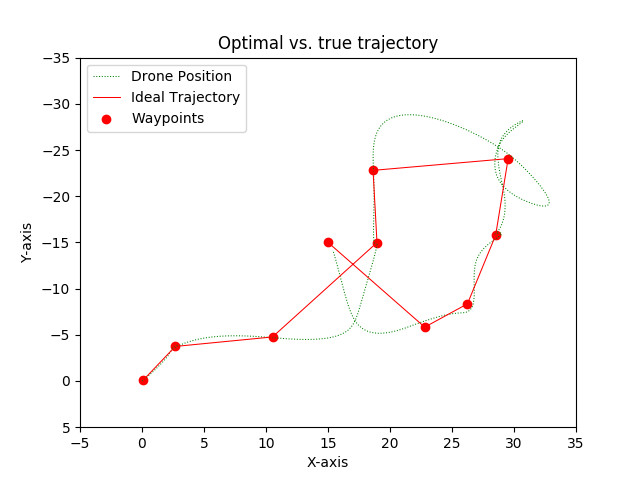 Optimal vs. true trajectory
Drone Position
Ideal Trajectory
Waypoints
Y-axis
−35
−30
−25
−20
−15
−10
−5
0
5
−5 0 5 10 15 20 25 30 35
X-axis